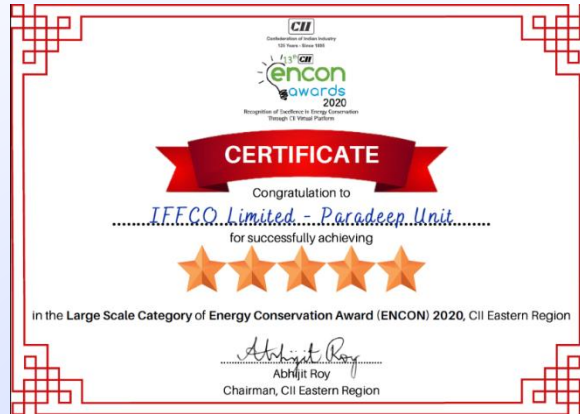 CII
Confederation of Indian Industry
125 Years - Since 1895
13th CII
encon
awards
2020
Recognition of Excellence in Energy Conservation
Through CII Virtual Platform
CERTIFICATE
Congratulation to
IFFCO Limited - Paradeep Unit
for successfully achieving
in the Large Scale Category of Energy Conservation Award (ENCON) 2020, CII Eastern Region
Abhijit Roy
Abhijit Roy
Chairman, CII Eastern Region